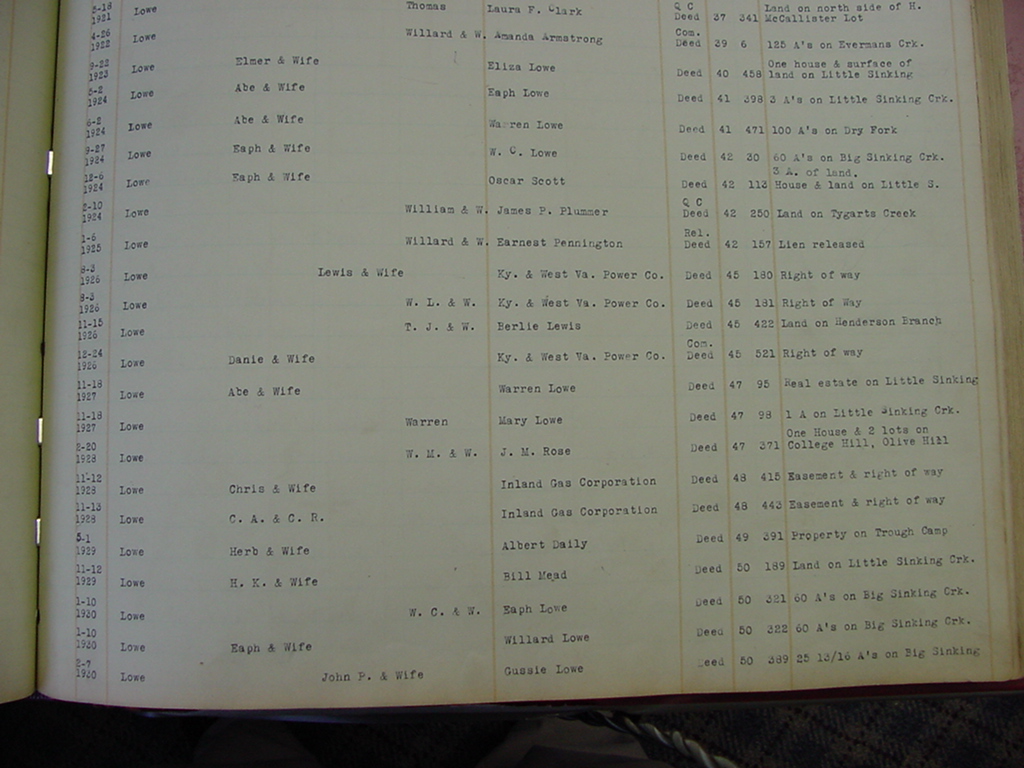 5-18 Thomas Laura F. Clark Q C Land on north side of H.
1921 Lowe Deed 37 341 McCallister Lot
4-26 Willard & W. Amanda Armstrong Com.
1922 Lowe Deed 39 6 125 A's on Evermans Crk.
9-22 Elmer & Wife Eliza Lowe One house & surface of
1923 Lowe Deed 40 458 land on Little Sinking
5-2 Abe & Wife Eaph Lowe
1924 Lowe Deed 41 398 3 A's on Little Sinking Crk.
6-2 Abe & Wife Warren Lowe
1924 Lowe Deed 41 471 100 A's on Dry Fork
9-27 Eaph & Wife W. C. Lowe
1924 Lowe Deed 42 30 60 A's on Big Sinking Crk.
12-6 Eaph & Wife Oscar Scott 3 A. of land.
1924 Lowe Deed 42 113 House & land on Little S.
2-10 William & W. James P. Plummer Q C
1924 Lowe Deed 42 250 Land on Tygarts Creek
1-6 Willard & W. Earnest Pennington Rel.
1925 Lowe Deed 42 157 Lien released
8-3 Lewis & Wife Ky. & West Va. Power Co.
1926 Lowe Deed 45 180 Right of way
8-3 W. L. & W. Ky. & West Va. Power Co.
1926 Lowe Deed 45 181 Right of Way
11-15 T. J. & W. Berlie Lewis
1926 Lowe Deed 45 422 Land on Henderson Branch
12-24 Danie & Wife Ky. & West Va. Power Co. Com.
1926 Lowe Deed 45 521 Right of way
11-18 Abe & Wife Warren Lowe
1927 Lowe Deed 47 95 Real estate on Little Sinking
11-18 Warren Mary Lowe
1927 Lowe Deed 47 98 1 A on Little Sinking Crk.
2-20 W. M. & W. J. M. Rose One House & 2 lots on
1928 Lowe Deed 47 371 College Hill, Olive Hill
11-12 Chris & Wife Inland Gas Corporation
1928 Lowe Deed 48 415 Easement & right of way
11-13 C. A. & C. R. Inland Gas Corporation
1928 Lowe Deed 48 443 Easement & right of way
5-1 Herb & Wife Albert Daily
1929 Lowe Deed 49 391 Property on Trough Camp
11-12 H. K. & Wife Bill Mead
1929 Lowe Deed 50 189 Land on Little Sinking Crk.
1-10 W. C. & W. Eaph Lowe
1930 Lowe Deed 50 321 60 A's on Big Sinking Crk.
1-10 Eaph & Wife Willard Lowe
1930 Lowe Deed 50 322 60 A's on Big Sinking Crk.
2-7 John P. & Wife Gussie Lowe
1930 Lowe Deed 50 389 25 13/16 A's on Big Sinking